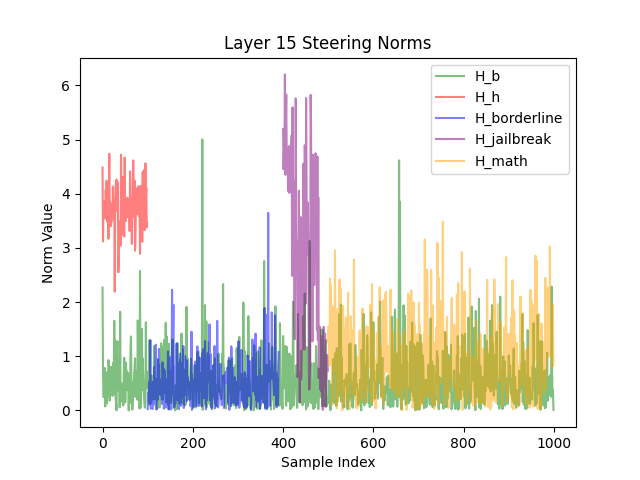 Layer 15 Steering Norms
H_b
H_h
H_borderline
H_jailbreak
H_math
Norm Value
6
5
4
3
2
1
0
0
200
400
600
800
1000
Sample Index